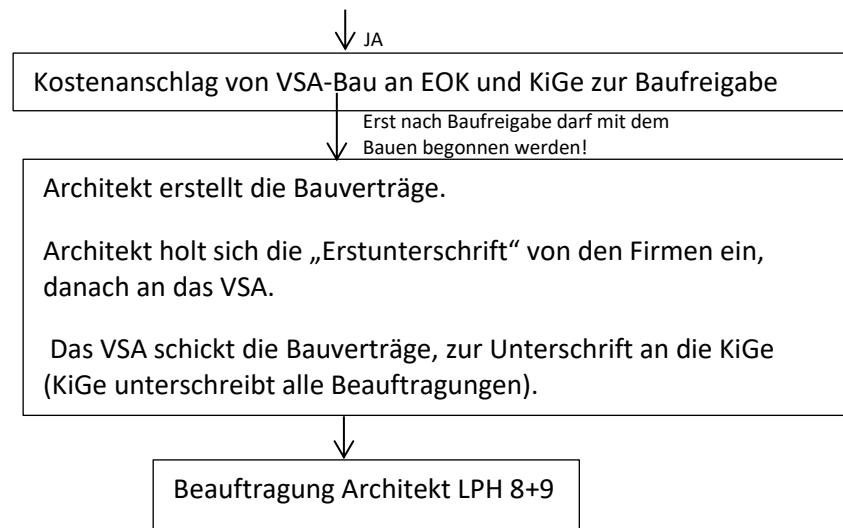 JA
Kostenanschlag von VSA-Bau an EOK und KiGe zur Baufreigabe
Erst nach Baufreigabe darf mit dem
Bauen begonnen werden!
Architekt erstellt die Bauverträge.
Architekt holt sich die „Erstunterschrift“ von den Firmen ein,
danach an das VSA.
Das VSA schickt die Bauverträge, zur Unterschrift an die KiGe
(KiGe unterschreibt alle Beauftragungen).
Beauftragung Architekt LPH 8+9